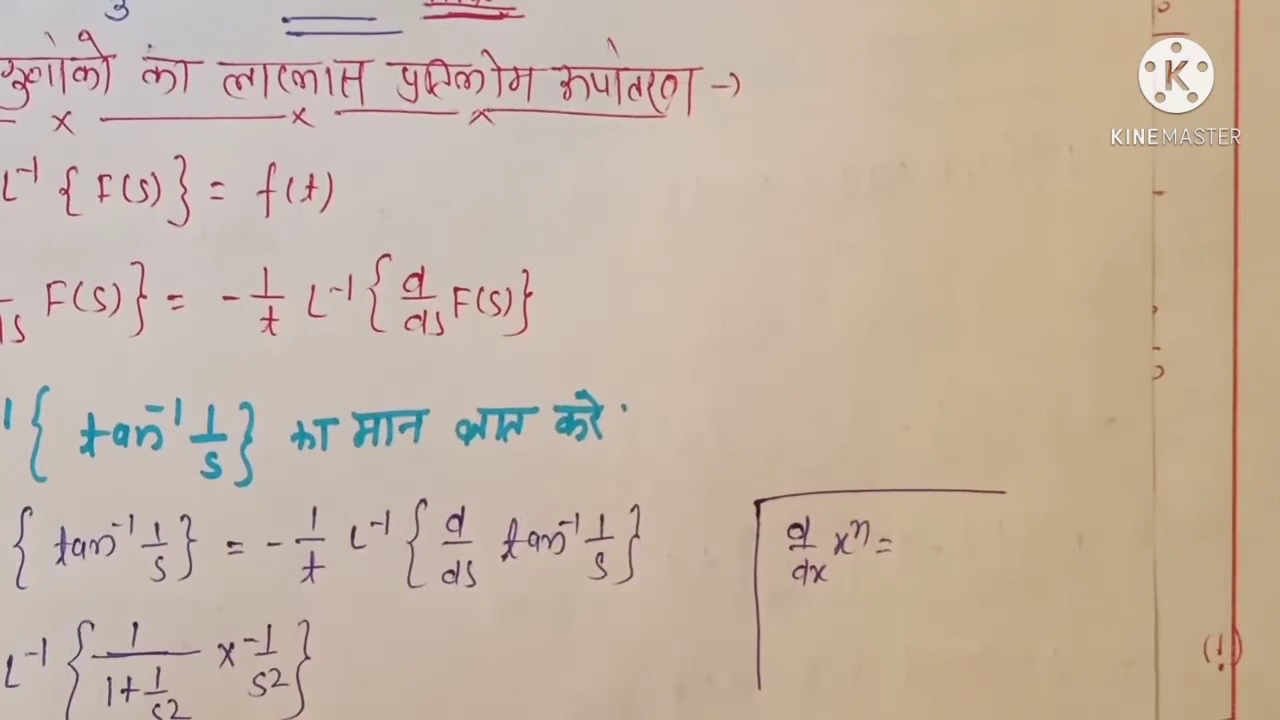 गुणांको का लाप्लास प्रतिलोम रूपांतरण →
L⁻¹ {F(s)} = f(t)
F(s)} = -1/t L⁻¹ {d/ds F(s)}
{tan⁻¹ 1/s} का मान ज्ञात करे.
{tan⁻¹ 1/s} = -1/t L⁻¹ {d/ds tan⁻¹ 1/s}
d/dx xⁿ =
L⁻¹ {1/(1+1/s²) × -1/s²}
(1)
KINEMASTER